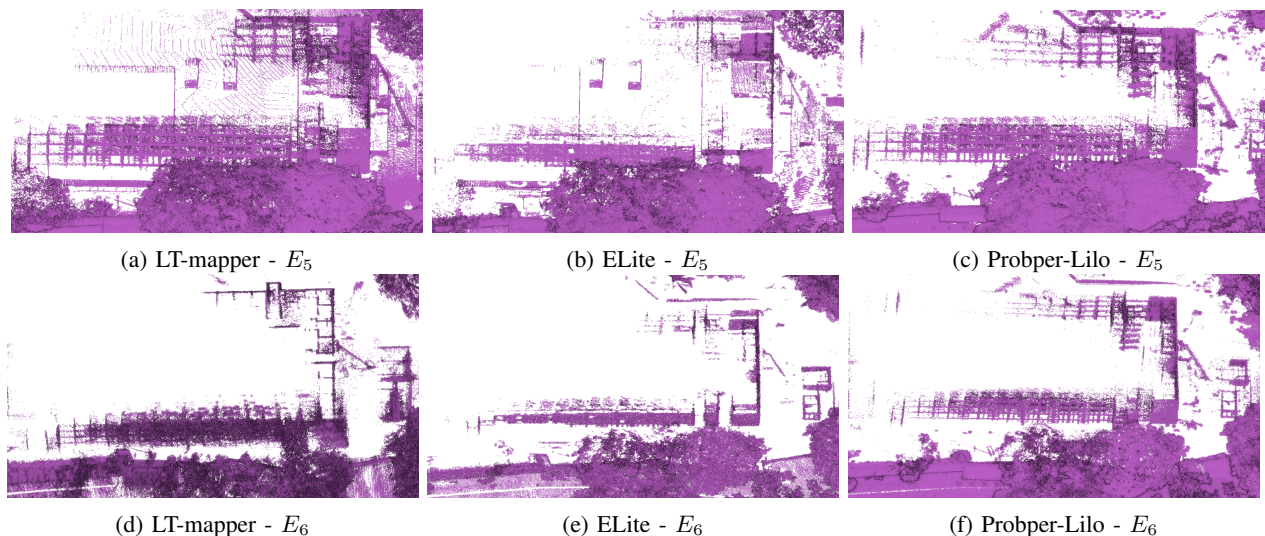 (a) LT-mapper - E₅
(b) ELite - E₅
(c) Probper-Lilo - E₅
(d) LT-mapper - E₆
(e) ELite - E₆
(f) Probper-Lilo - E₆